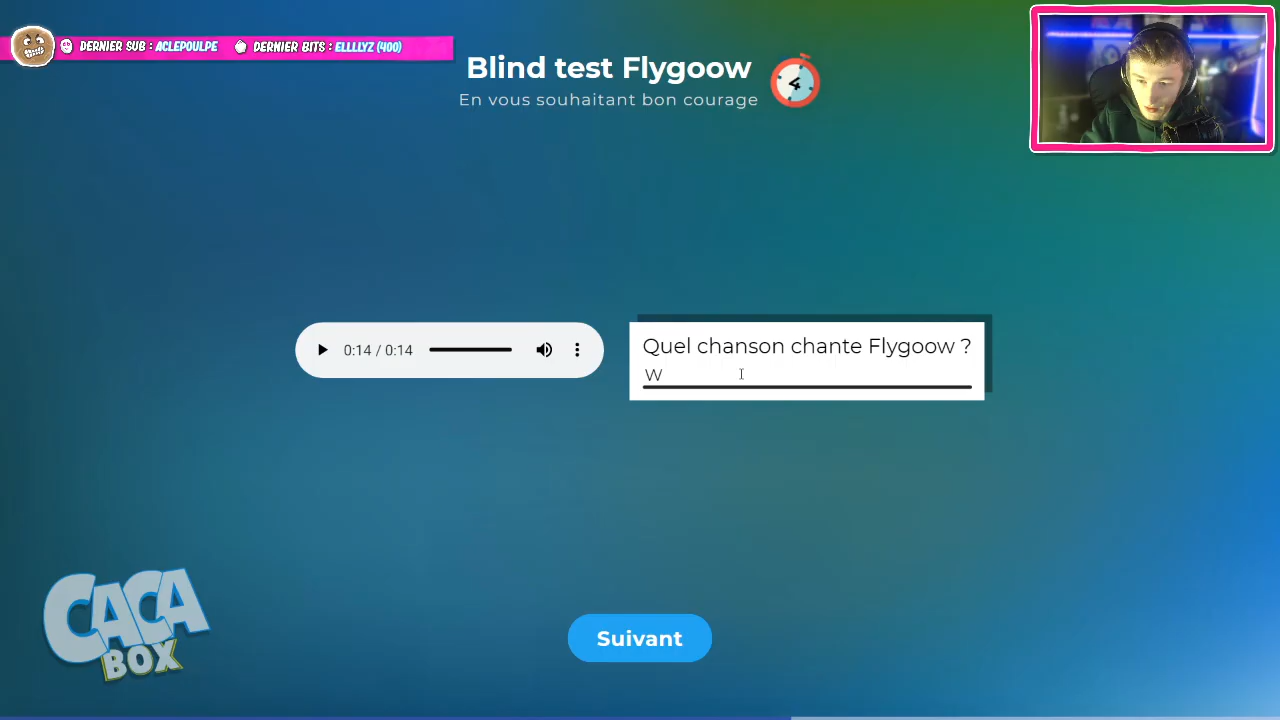 DERNIER SUB : ACLEPOULPE DERNIER BITS : ELLLLYZ (400)
Blind test Flygoow
4
En vous souhaitant bon courage
0:14 / 0:14
Quel chanson chante Flygoow ?
w
CACA
BOX
Suivant